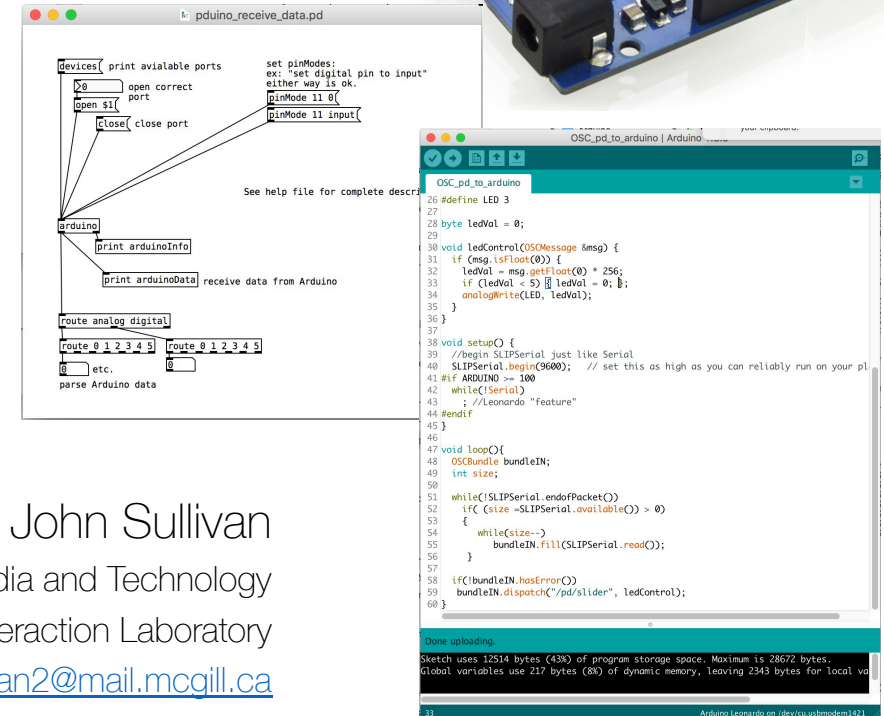 pduino_receive_data.pd
devices
print avialable ports
0
open correct
port
open $1
close
close port
set pinModes:
ex: "set digital pin to input"
either way is ok.
pinMode 11 0
pinMode 11 input
See help file for complete descri
arduino
print arduinoInfo
print arduinoData
receive data from Arduino
route analog digital
route 0 1 2 3 4 5
route 0 1 2 3 4 5
0
etc.
0
parse Arduino data
your clipboard.
OSC_pd_to_arduino | Arduino
OSC_pd_to_arduino
26 #define LED 3
27
28 byte ledVal = 0;
29
30 void ledControl(OSCMessage &msg) {
31 if (msg.isFloat(0)) {
32 ledVal = msg.getFloat(0) * 256;
33 if (ledVal < 5) { ledVal = 0; };
34 analogWrite(LED, ledVal);
35 }
36 }
37
38 void setup() {
39 //begin SLIPSerial just like Serial
40 SLIPSerial.begin(9600); // set this as high as you can reliably run on your pl
41 #if ARDUINO >= 100
42 while(!Serial)
43 ; //Leonardo "feature"
44 #endif
45 }
46
47 void loop(){
48 OSCBundle bundleIN;
49 int size;
50
51 while(!SLIPSerial.endofPacket())
52 if( (size =SLIPSerial.available()) > 0)
53 {
54 while(size--)
55 bundleIN.fill(SLIPSerial.read());
56 }
57
58 if(!bundleIN.hasError())
59 bundleIN.dispatch("/pd/slider", ledControl);
60 }
Done uploading.
Sketch uses 12514 bytes (43%) of program storage space. Maximum is 28672 bytes.
Global variables use 217 bytes (8%) of dynamic memory, leaving 2343 bytes for local va
33
Arduino Leonardo on /dev/cu.usbmodem1421
John Sullivan
dia and Technology
eraction Laboratory
an2@mail.mcgill.ca